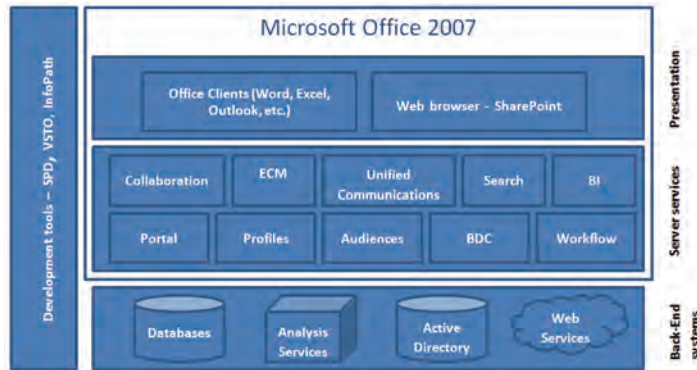 Microsoft Office 2007
Development tools – SPD, VSTO, InfoPath
Office Clients (Word, Excel,
Outlook, etc.)
Web browser - SharePoint
Presentation
Collaboration
ECM
Unified
Communications
Search
BI
Portal
Profiles
Audiences
BDC
Workflow
Server services
Databases
Analysis
Services
Active
Directory
Web
Services
Back-End
systems